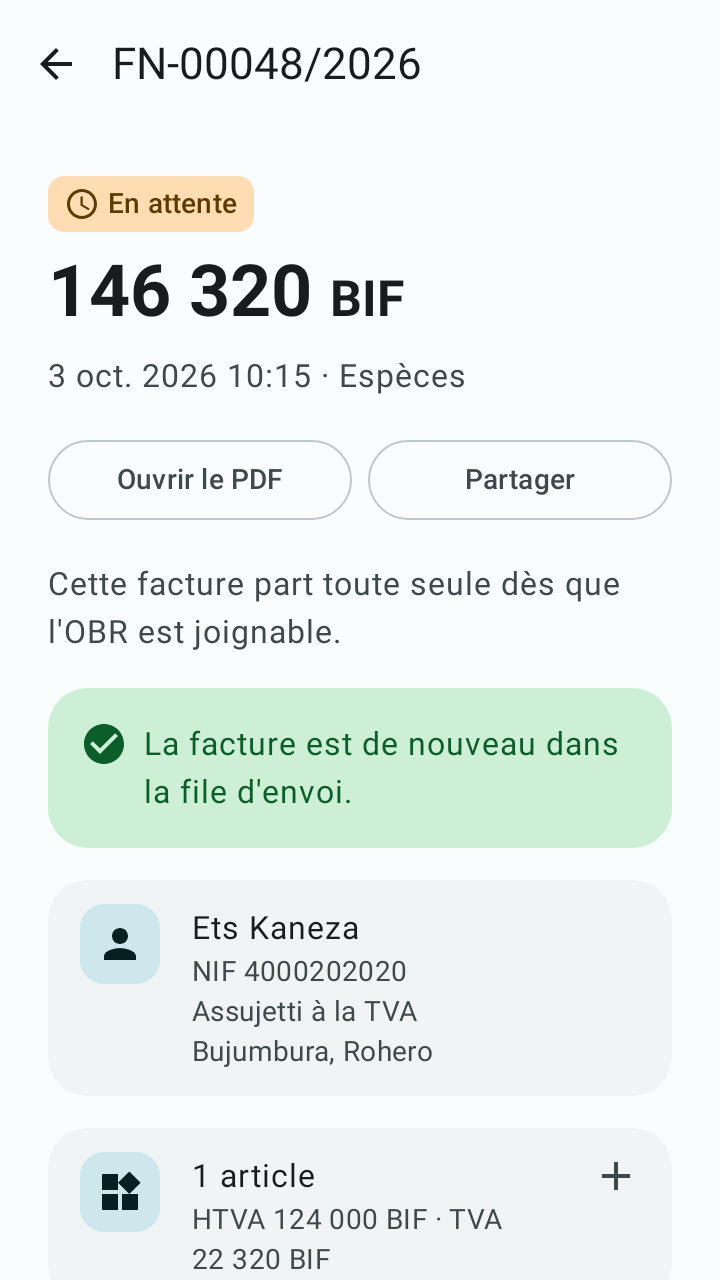 FN-00048/2026
En attente
146 320 BIF
3 oct. 2026 10:15 · Espèces
Ouvrir le PDF
Partager
Cette facture part toute seule dès que
l'OBR est joignable.
La facture est de nouveau dans
la file d'envoi.
Ets Kaneza
NIF 4000202020
Assujetti à la TVA
Bujumbura, Rohero
1 article
HTVA 124 000 BIF · TVA
22 320 BIF